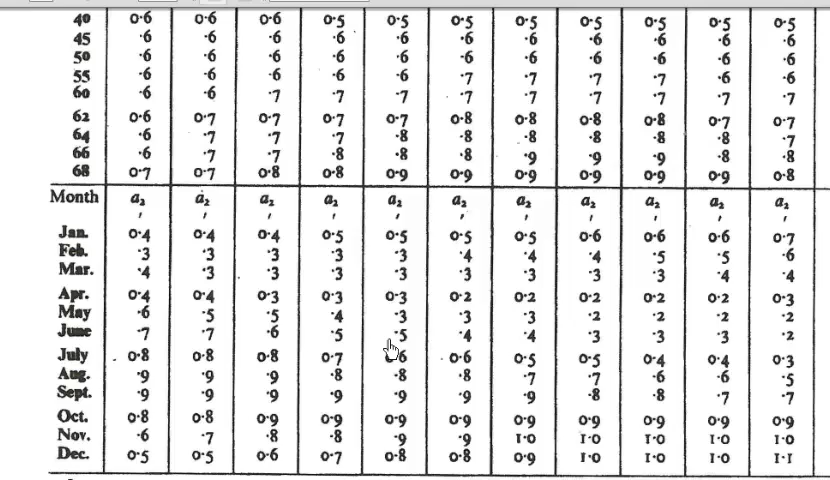 40 0·6 0·6 0·6 0·5 0·5 0·5 0·5 0·5 0·5 0·5 0·5
45 ·6 ·6 ·6 ·6 ·6 ·6 ·6 ·6 ·6 ·6 ·6
50 ·6 ·6 ·6 ·6 ·6 ·6 ·6 ·6 ·6 ·6 ·6
55 ·6 ·6 ·6 ·6 ·6 ·7 ·7 ·7 ·7 ·6 ·6
60 ·6 ·6 ·7 ·7 ·7 ·7 ·7 ·7 ·7 ·7 ·7
62 0·6 0·7 0·7 0·7 0·7 0·8 0·8 0·8 0·8 0·7 0·7
64 ·6 ·7 ·7 ·7 ·8 ·8 ·8 ·8 ·8 ·8 ·7
66 ·6 ·7 ·7 ·8 ·8 ·8 ·9 ·9 ·9 ·8 ·8
68 0·7 0·7 0·8 0·8 0·9 0·9 0·9 0·9 0·9 0·9 0·8
Month a₂ a₂ a₂ a₂ a₂ a₂ a₂ a₂ a₂ a₂ a₂
′ ′ ′ ′ ′ ′ ′ ′ ′ ′ ′
Jan. 0·4 0·4 0·4 0·5 0·5 0·5 0·5 0·6 0·6 0·6 0·7
Feb. ·3 ·3 ·3 ·3 ·3 ·4 ·4 ·4 ·5 ·5 ·6
Mar. ·4 ·3 ·3 ·3 ·3 ·3 ·3 ·3 ·3 ·4 ·4
Apr. 0·4 0·4 0·3 0·3 0·3 0·2 0·2 0·2 0·2 0·2 0·3
May ·6 ·5 ·5 ·4 ·3 ·3 ·3 ·2 ·2 ·2 ·2
June ·7 ·7 ·6 ·5 ·5 ·4 ·4 ·3 ·3 ·3 ·2
July 0·8 0·8 0·8 0·7 0·6 0·6 0·5 0·5 0·4 0·4 0·3
Aug. ·9 ·9 ·9 ·8 ·8 ·8 ·7 ·7 ·6 ·6 ·5
Sept. ·9 ·9 ·9 ·9 ·9 ·9 ·9 ·8 ·8 ·7 ·7
Oct. 0·8 0·8 0·9 0·9 0·9 0·9 0·9 0·9 0·9 0·9 0·9
Nov. ·6 ·7 ·8 ·8 ·9 ·9 1·0 1·0 1·0 1·0 1·0
Dec. 0·5 0·5 0·6 0·7 0·8 0·8 0·9 1·0 1·0 1·0 1·1